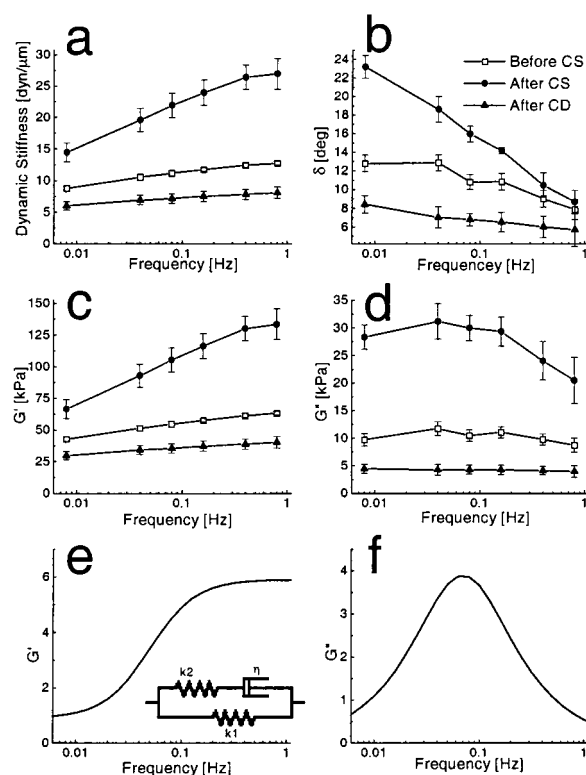 a
Dynamic Stiffness [dyn/µm]
35
30
25
20
15
10
5
0
0.01 0.1 1
Frequency [Hz]
b
δ [deg]
24
22
20
18
16
14
12
10
8
6
Before CS
After CS
After CD
0.01 0.1 1
Frequencey [Hz]
c
G' [kPa]
150
125
100
75
50
25
0
0.01 0.1 1
Frequency [Hz]
d
G" [kPa]
35
30
25
20
15
10
5
0
0.01 0.1 1
Frequency [Hz]
e
G'
6
4
2
0
k2 η
k1
0.01 0.1 1
Frequency [Hz]
f
G"
4
3
2
1
0
0.01 0.1 1
Frequency [Hz]